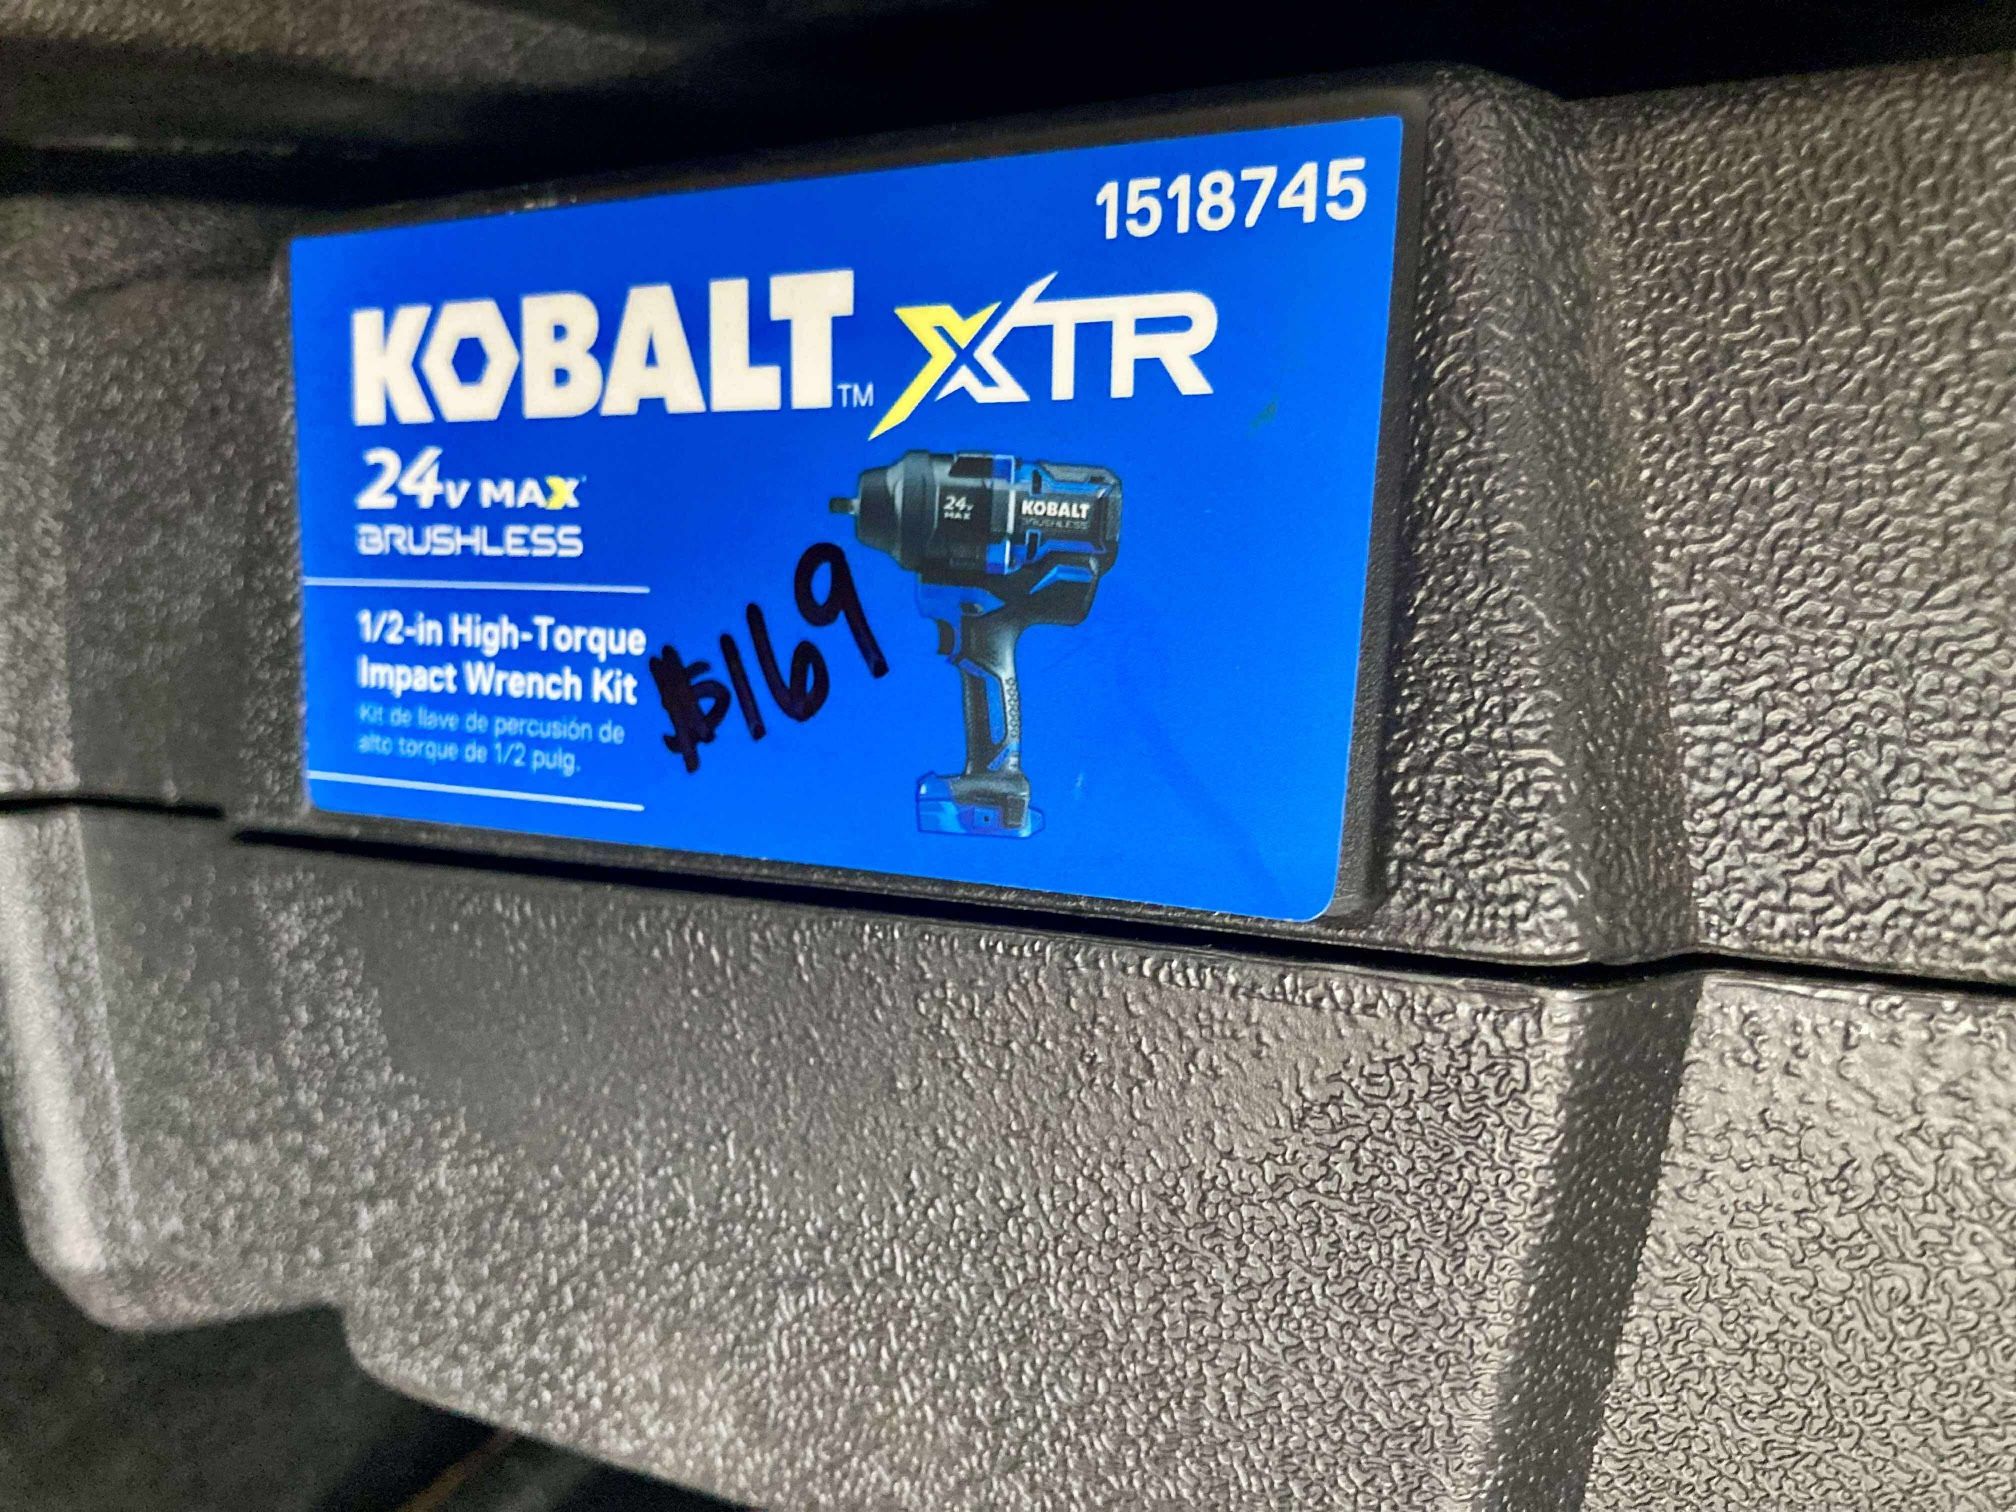 1518745
KOBALT™ XTR
24V MAX
BRUSHLESS
24V MAX
KOBALT
BRUSHLESS
1/2-in High-Torque
Impact Wrench Kit
Kit de llave de percusión de
alto torque de 1/2 pulg.
$169